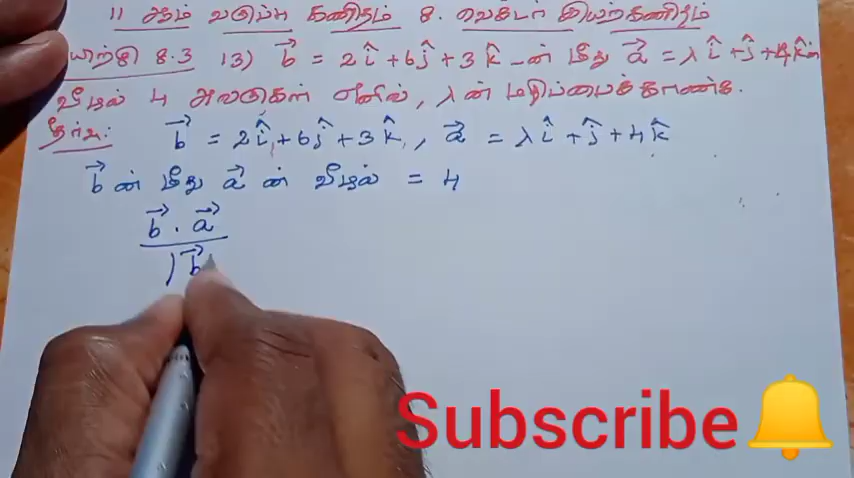 11 ஆம் வகுப்பு கணிதம் 8. வெக்டர் இயற்கணிதம்
யிற்சி 8.3 13) b⃗ = 2î + 6ĵ + 3k̂ -ன் மீது a⃗ = λî + ĵ + 4k̂ன்
வீழல் 4 அலகுகள் எனில், λன் மதிப்பைக் காண்க.
தீர்வு: b⃗ = 2î + 6ĵ + 3k̂, a⃗ = λî + ĵ + 4k̂
b⃗ ன் மீது a⃗ ன் வீழல் = 4
b⃗ . a⃗
|b⃗|
Subscribe